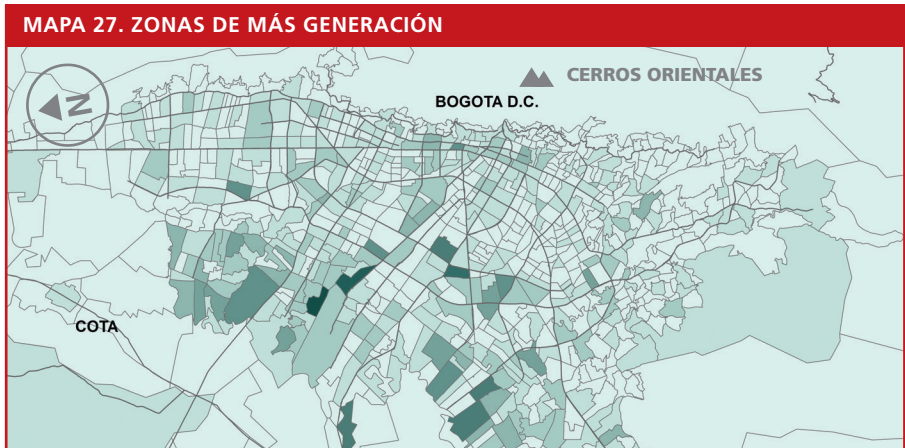 MAPA 27. ZONAS DE MÁS GENERACIÓN
CERROS ORIENTALES
BOGOTA D.C.
N
COTA